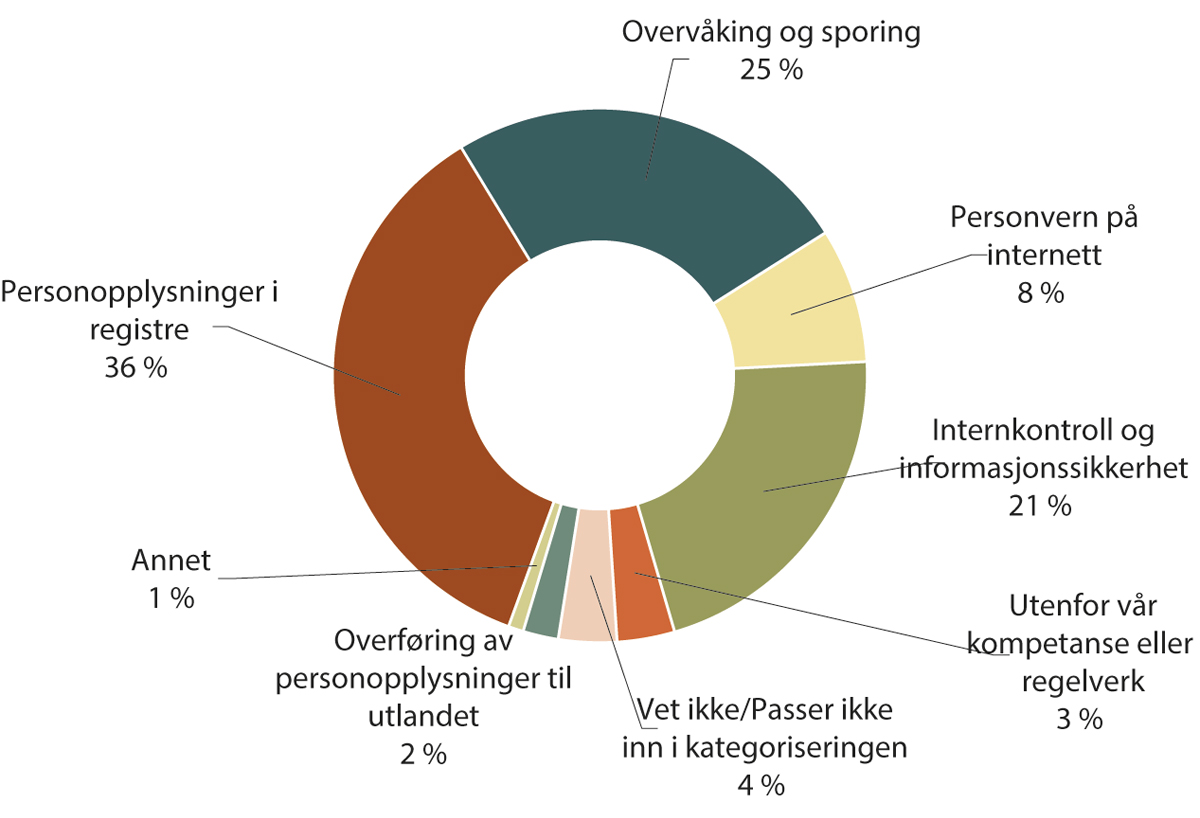 Overvåking og sporing
25 %
Personvern på
internett
8 %
Personopplysninger i
registre
36 %
Internkontroll og
informasjonssikkerhet
21 %
Annet
1 %
Utenfor vår
kompetanse eller
regelverk
3 %
Overføring av
personopplysninger til
utlandet
2 %
Vet ikke/Passer ikke
inn i kategoriseringen
4 %